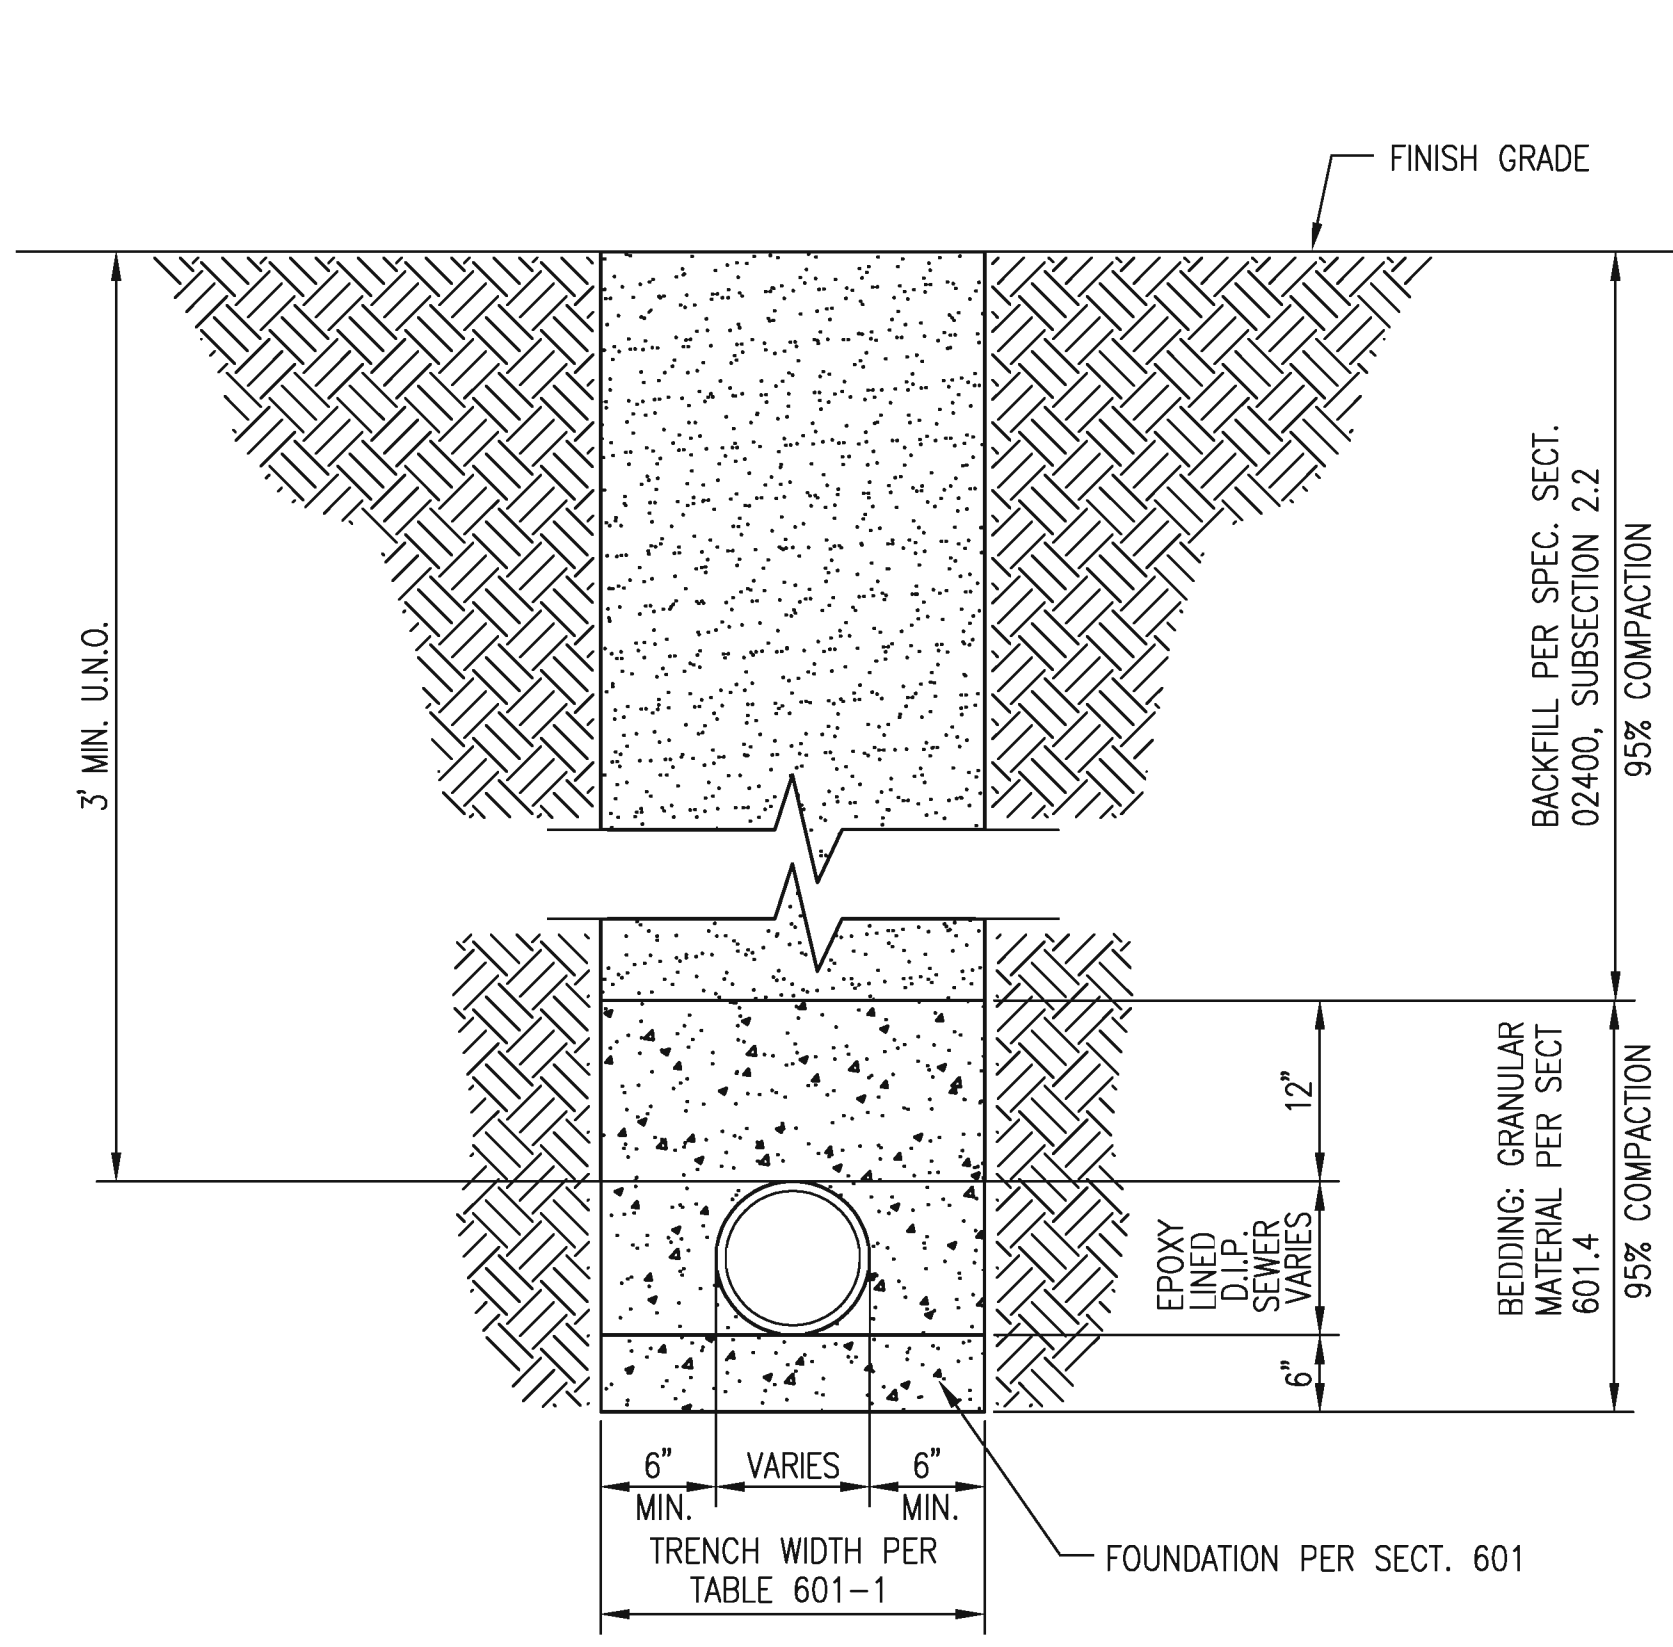 FINISH GRADE
3' MIN. U.N.O.
BACKFILL PER SPEC. SECT.
02400, SUBSECTION 2.2
95% COMPACTION
12"
EPOXY
LINED
D.I.P.
SEWER
VARIES
6"
BEDDING: GRANULAR
MATERIAL PER SECT
601.4
95% COMPACTION
6"
MIN.
VARIES
6"
MIN.
TRENCH WIDTH PER
TABLE 601-1
FOUNDATION PER SECT. 601